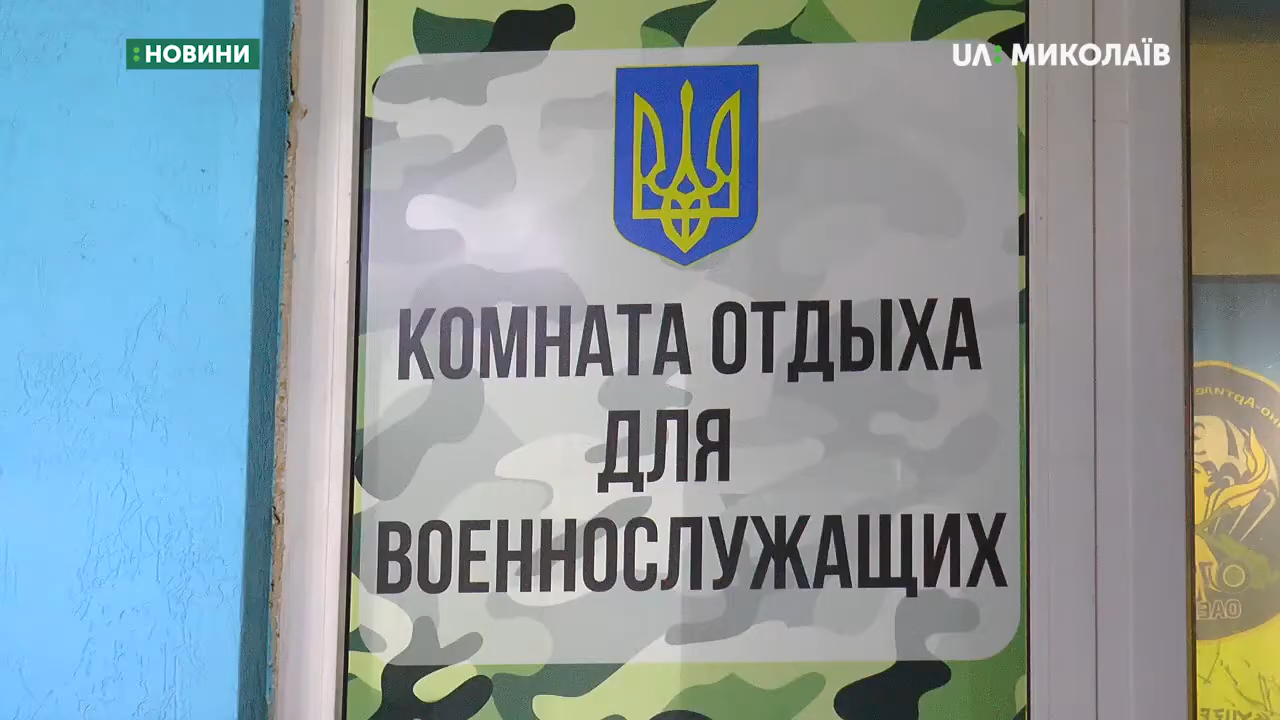 НОВИНИ
UA: МИКОЛАЇВ
КОМНАТА ОТДЫХА
ДЛЯ
ВОЕННОСЛУЖАЩИХ